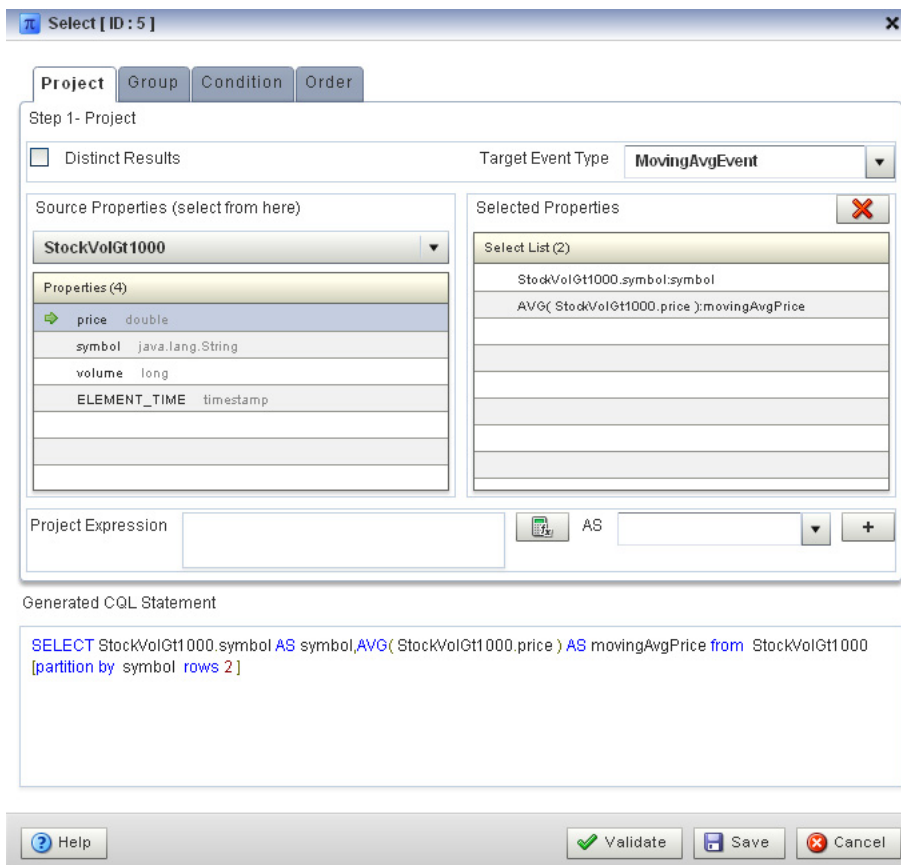 π Select [ ID : 5 ]
Project Group Condition Order
Step 1- Project
Distinct Results
Target Event Type MovingAvgEvent
Source Properties (select from here)
StockVolGt1000
Properties (4)
price double
symbol java.lang.String
volume long
ELEMENT_TIME timestamp
Selected Properties
Select List (2)
StockVolGt1000.symbol:symbol
AVG( StockVolGt1000.price ):movingAvgPrice
Project Expression
fx
AS
+
Generated CQL Statement
SELECT StockVolGt1000.symbol AS symbol,AVG( StockVolGt1000.price ) AS movingAvgPrice from StockVolGt1000
[partition by symbol rows 2 ]
? Help
Validate
Save
Cancel